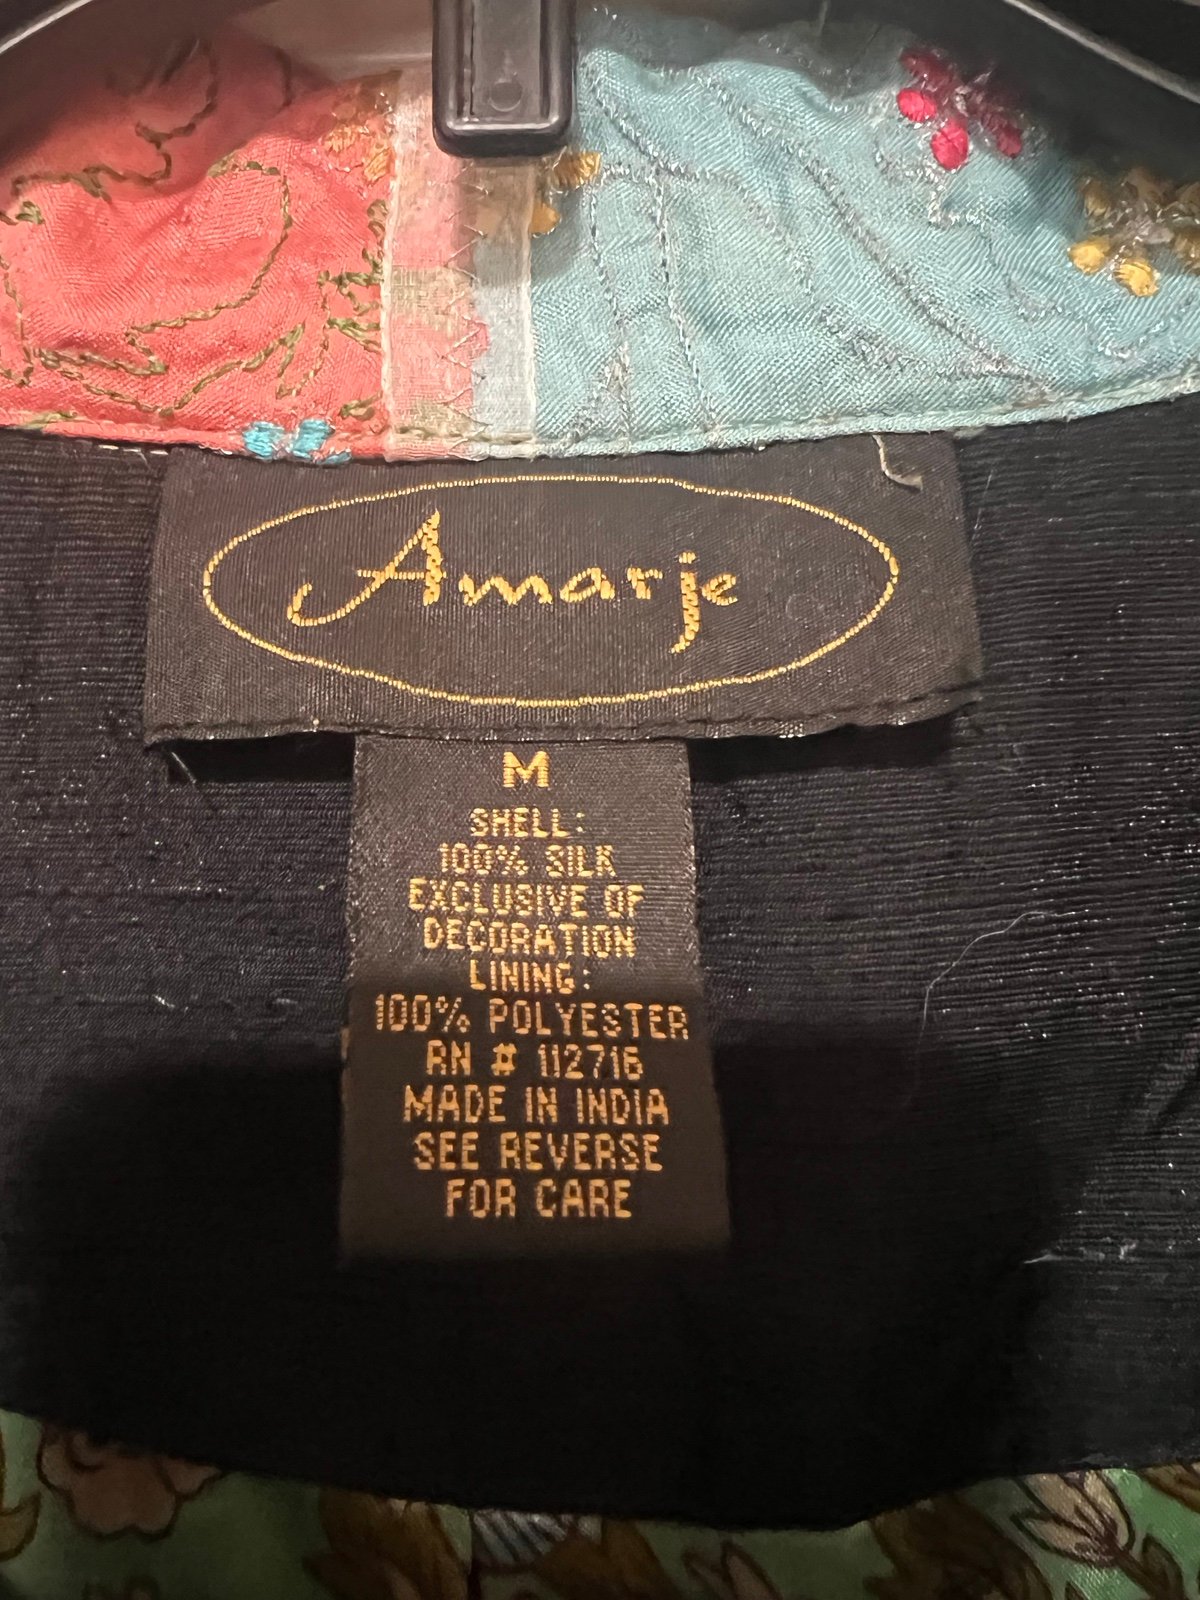 Amarje
M
SHELL:
100% SILK
EXCLUSIVE OF
DECORATION
LINING:
100% POLYESTER
RN # 112716
MADE IN INDIA
SEE REVERSE
FOR CARE